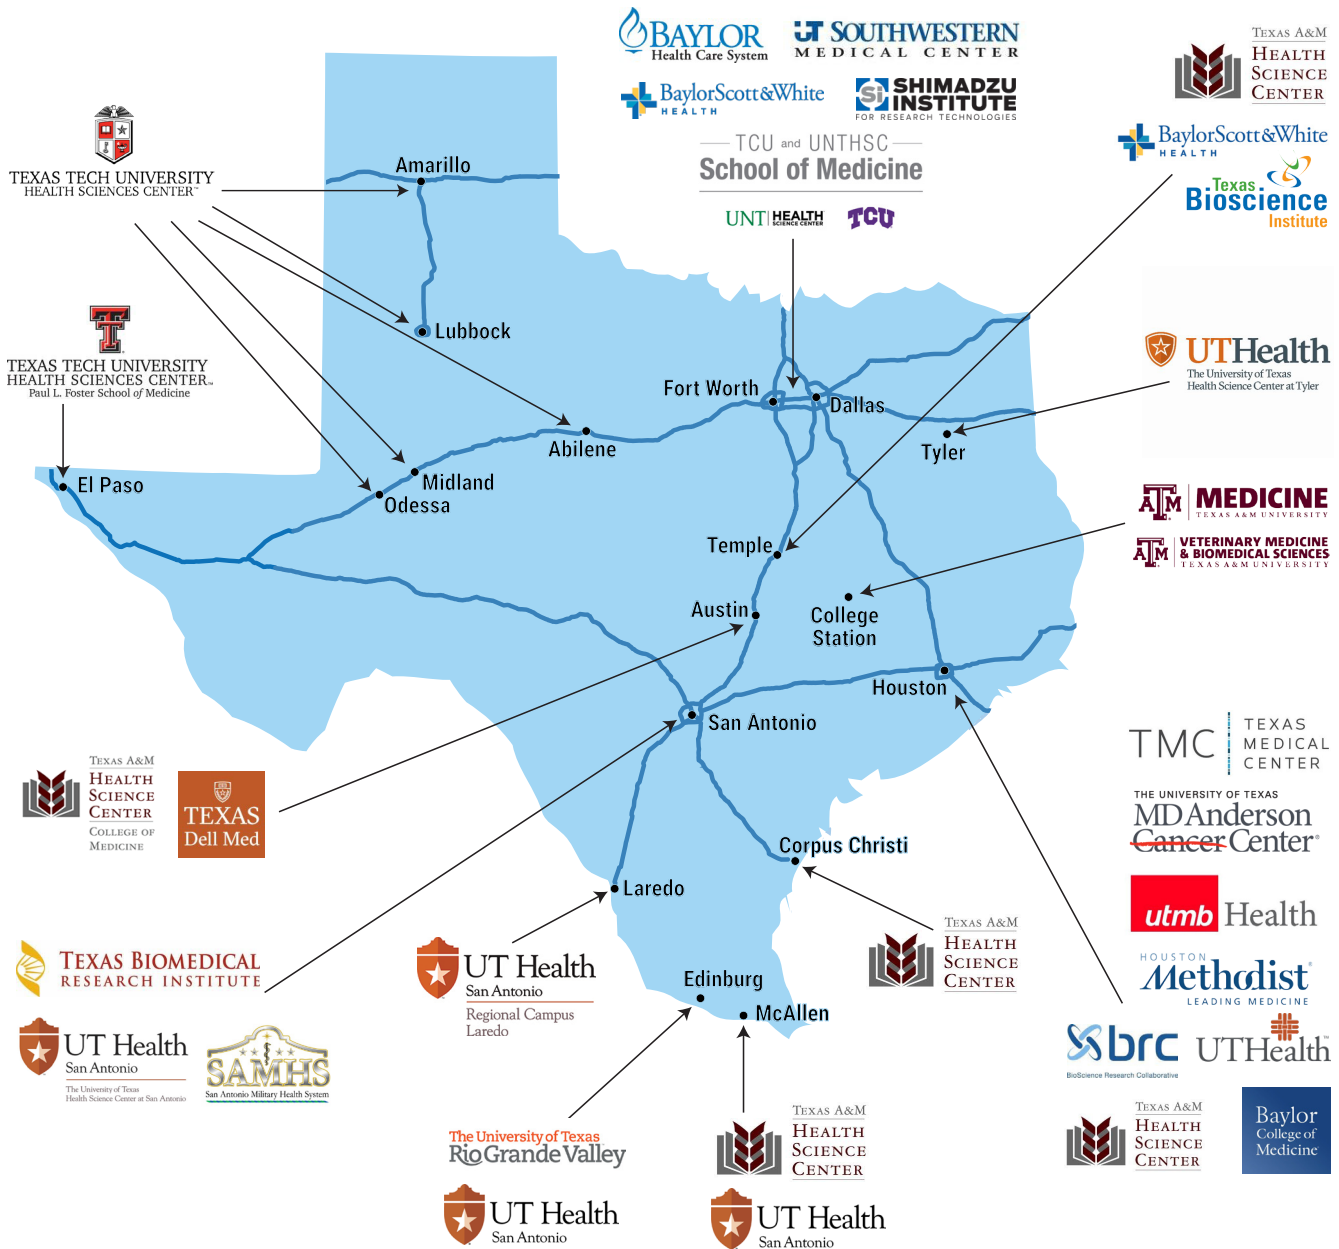 BAYLOR
Health Care System
UT SOUTHWESTERN
MEDICAL CENTER
BaylorScott&White
HEALTH
Si SHIMADZU
INSTITUTE
FOR RESEARCH TECHNOLOGIES
TCU and UNTHSC
School of Medicine
UNT HEALTH
SCIENCE CENTER
TCU
TEXAS A&M
HEALTH
SCIENCE
CENTER
BaylorScott&White
HEALTH
Texas
Bioscience
Institute
TEXAS TECH UNIVERSITY
HEALTH SCIENCES CENTER™
TEXAS TECH UNIVERSITY
HEALTH SCIENCES CENTER™
Paul L. Foster School of Medicine
Amarillo
Lubbock
Fort Worth
Dallas
Abilene
Tyler
El Paso
Midland
Odessa
Temple
Austin
College
Station
Houston
San Antonio
Corpus Christi
Laredo
Edinburg
McAllen
UTHealth
The University of Texas
Health Science Center at Tyler
ATM MEDICINE
TEXAS A&M UNIVERSITY
ATM VETERINARY MEDICINE
& BIOMEDICAL SCIENCES
TEXAS A&M UNIVERSITY
TMC TEXAS
MEDICAL
CENTER
THE UNIVERSITY OF TEXAS
MD Anderson
Cancer Center®
utmb Health
HOUSTON
Methodist®
LEADING MEDICINE
brc
BioScience Research Collaborative
UTHealth™
TEXAS A&M
HEALTH
SCIENCE
CENTER
Baylor
College of
Medicine
TEXAS A&M
HEALTH
SCIENCE
CENTER
COLLEGE OF
MEDICINE
TEXAS
Dell Med
TEXAS BIOMEDICAL
RESEARCH INSTITUTE
UT Health
San Antonio
The University of Texas
Health Science Center at San Antonio
SAMHS
San Antonio Military Health System
UT Health
San Antonio
Regional Campus
Laredo
TEXAS A&M
HEALTH
SCIENCE
CENTER
The University of Texas
Rio Grande Valley
UT Health
San Antonio
TEXAS A&M
HEALTH
SCIENCE
CENTER
UT Health
San Antonio